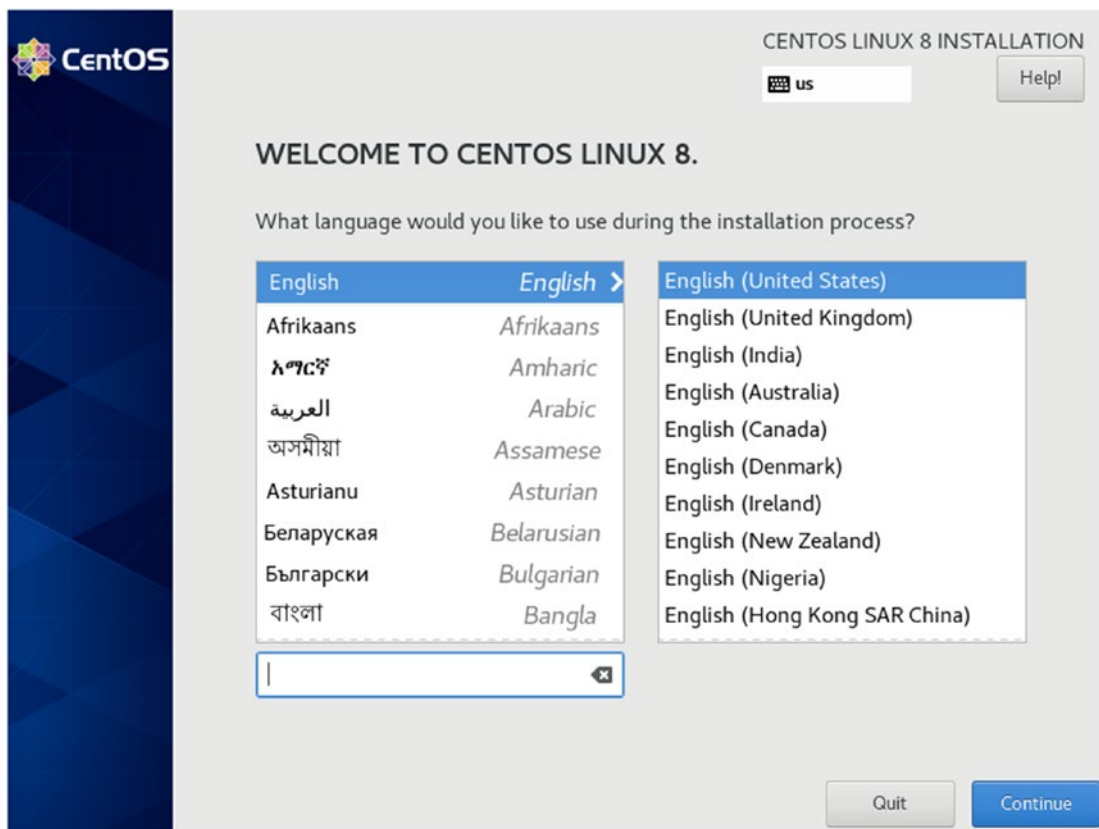 CentOS
CENTOS LINUX 8 INSTALLATION
us
Help!
WELCOME TO CENTOS LINUX 8.
What language would you like to use during the installation process?
English English
Afrikaans Afrikaans
አማርኛ Amharic
العربية Arabic
অসমীয়া Assamese
Asturianu Asturian
Беларуская Belarusian
Български Bulgarian
বাংলা Bangla
English (United States)
English (United Kingdom)
English (India)
English (Australia)
English (Canada)
English (Denmark)
English (Ireland)
English (New Zealand)
English (Nigeria)
English (Hong Kong SAR China)
Quit
Continue